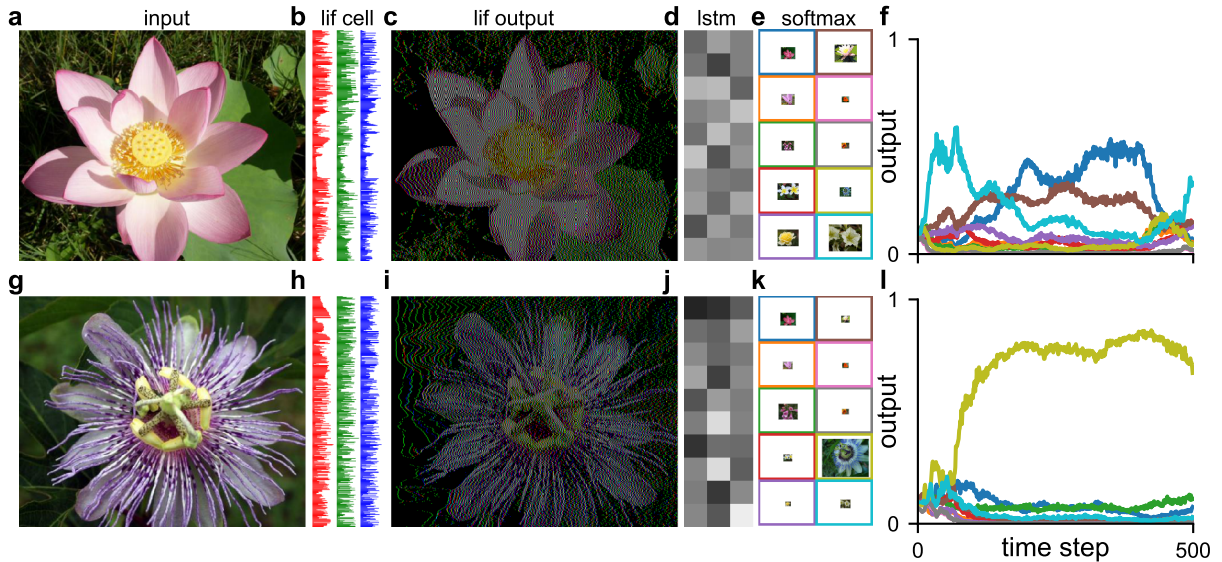 a input b lif cell c lif output d lstm e softmax f
1
output
0
g h i j k l
1
output
0
0 time step 500